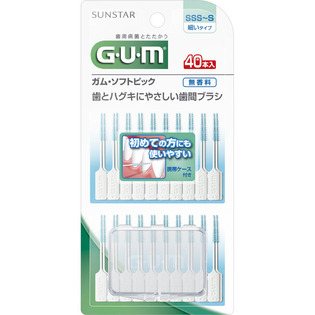 SUNSTAR
SSS~S
細いタイプ
歯周病菌とたたかう
G・U・M
40本入
ガム・ソフトピック
無香料
歯とハグキにやさしい歯間ブラシ
初めての方にも
使いやすい
携帯ケース
付き